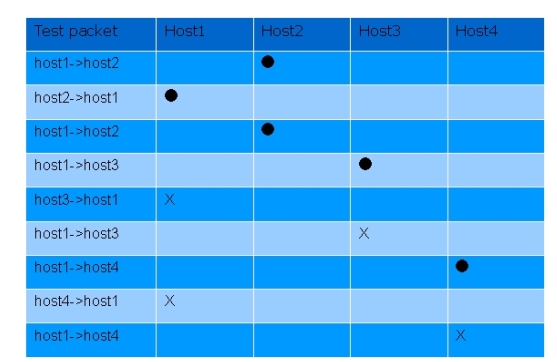 Test packet Host1 Host2 Host3 Host4
host1->host2 ●
host2->host1 ●
host1->host2 ●
host1->host3 ●
host3->host1 X
host1->host3 X
host1->host4 ●
host4->host1 X
host1->host4 X